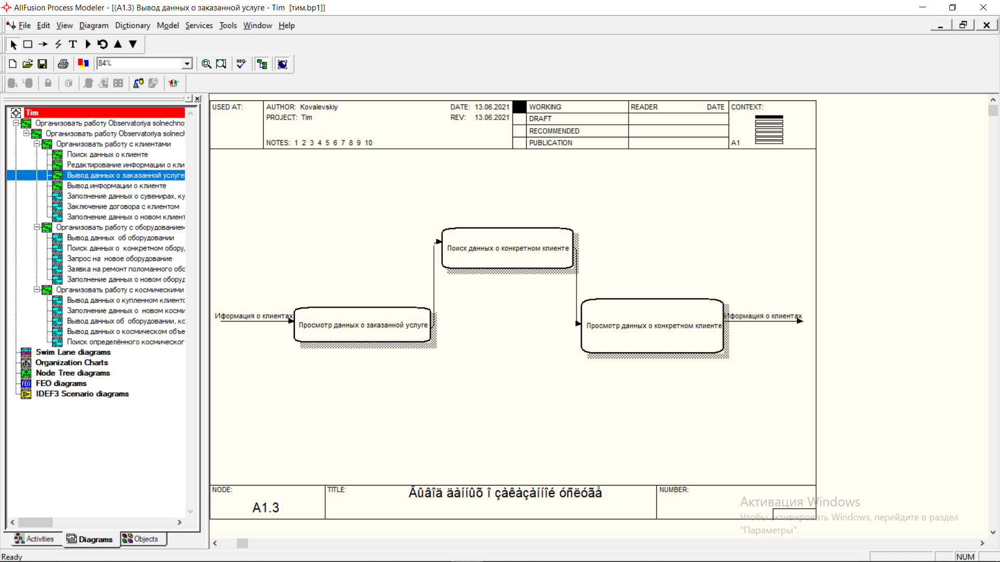 AllFusion Process Modeler - [(A1.3) Вывод данных о заказанной услуге - Tim [тим.bp1]]
File Edit View Diagram Dictionary Model Services Tools Window Help
T
84%
ABC
Tim
Организовать работу Observatoriya solnechno
Организовать работу Observatoriya solnecl
Организовать работу с клиентами
Поиск данных о клиенте
Редактирование информации о кли
Вывод данных о заказанной услуге
Вывод информации о клиенте
Заполнение данных о сувенирах, ку
Заключение договора с клиентом
Заполнение данных о новом клиент
Организовать работу с оборудованием
Вывод данных об оборудовании
Поиск данных о конкретном обору,
Запрос на новое оборудование
Заявка на ремонт поломанного обо
Заполнение данных о новом оборуд
Организовать работу с космическими
Вывод данных о купленном клиенто
Заполнение данных о новом косми
Вывод данных об оборудовании, ко
Вывод данных о космическом объе
Поиск определённого космическог
Swim Lane diagrams
Organization Charts
Node Tree diagrams
FEO FEO diagrams
IDEF3 Scenario diagrams
Activities Diagrams Objects
USED AT:
AUTHOR: Kovalevskiy
PROJECT: Tim
DATE: 13.06.2021
REV: 13.06.2021
NOTES: 1 2 3 4 5 6 7 8 9 10
WORKING
DRAFT
RECOMMENDED
PUBLICATION
READER DATE
CONTEXT:
A1
Поиск данных о конкретном клиенте
Иформация о клиентах
Просмотр данных о заказанной услуге
Просмотр данных о конкретном клиенте
Иформация о клиентах
NODE:
A1.3
TITLE:
Âûâîä äàííûõ î çàêàçàííîé óñëóãå
NUMBER:
Активация Windows
Чтобы активировать Windows, перейдите в раздел
"Параметры".
Ready
NUM